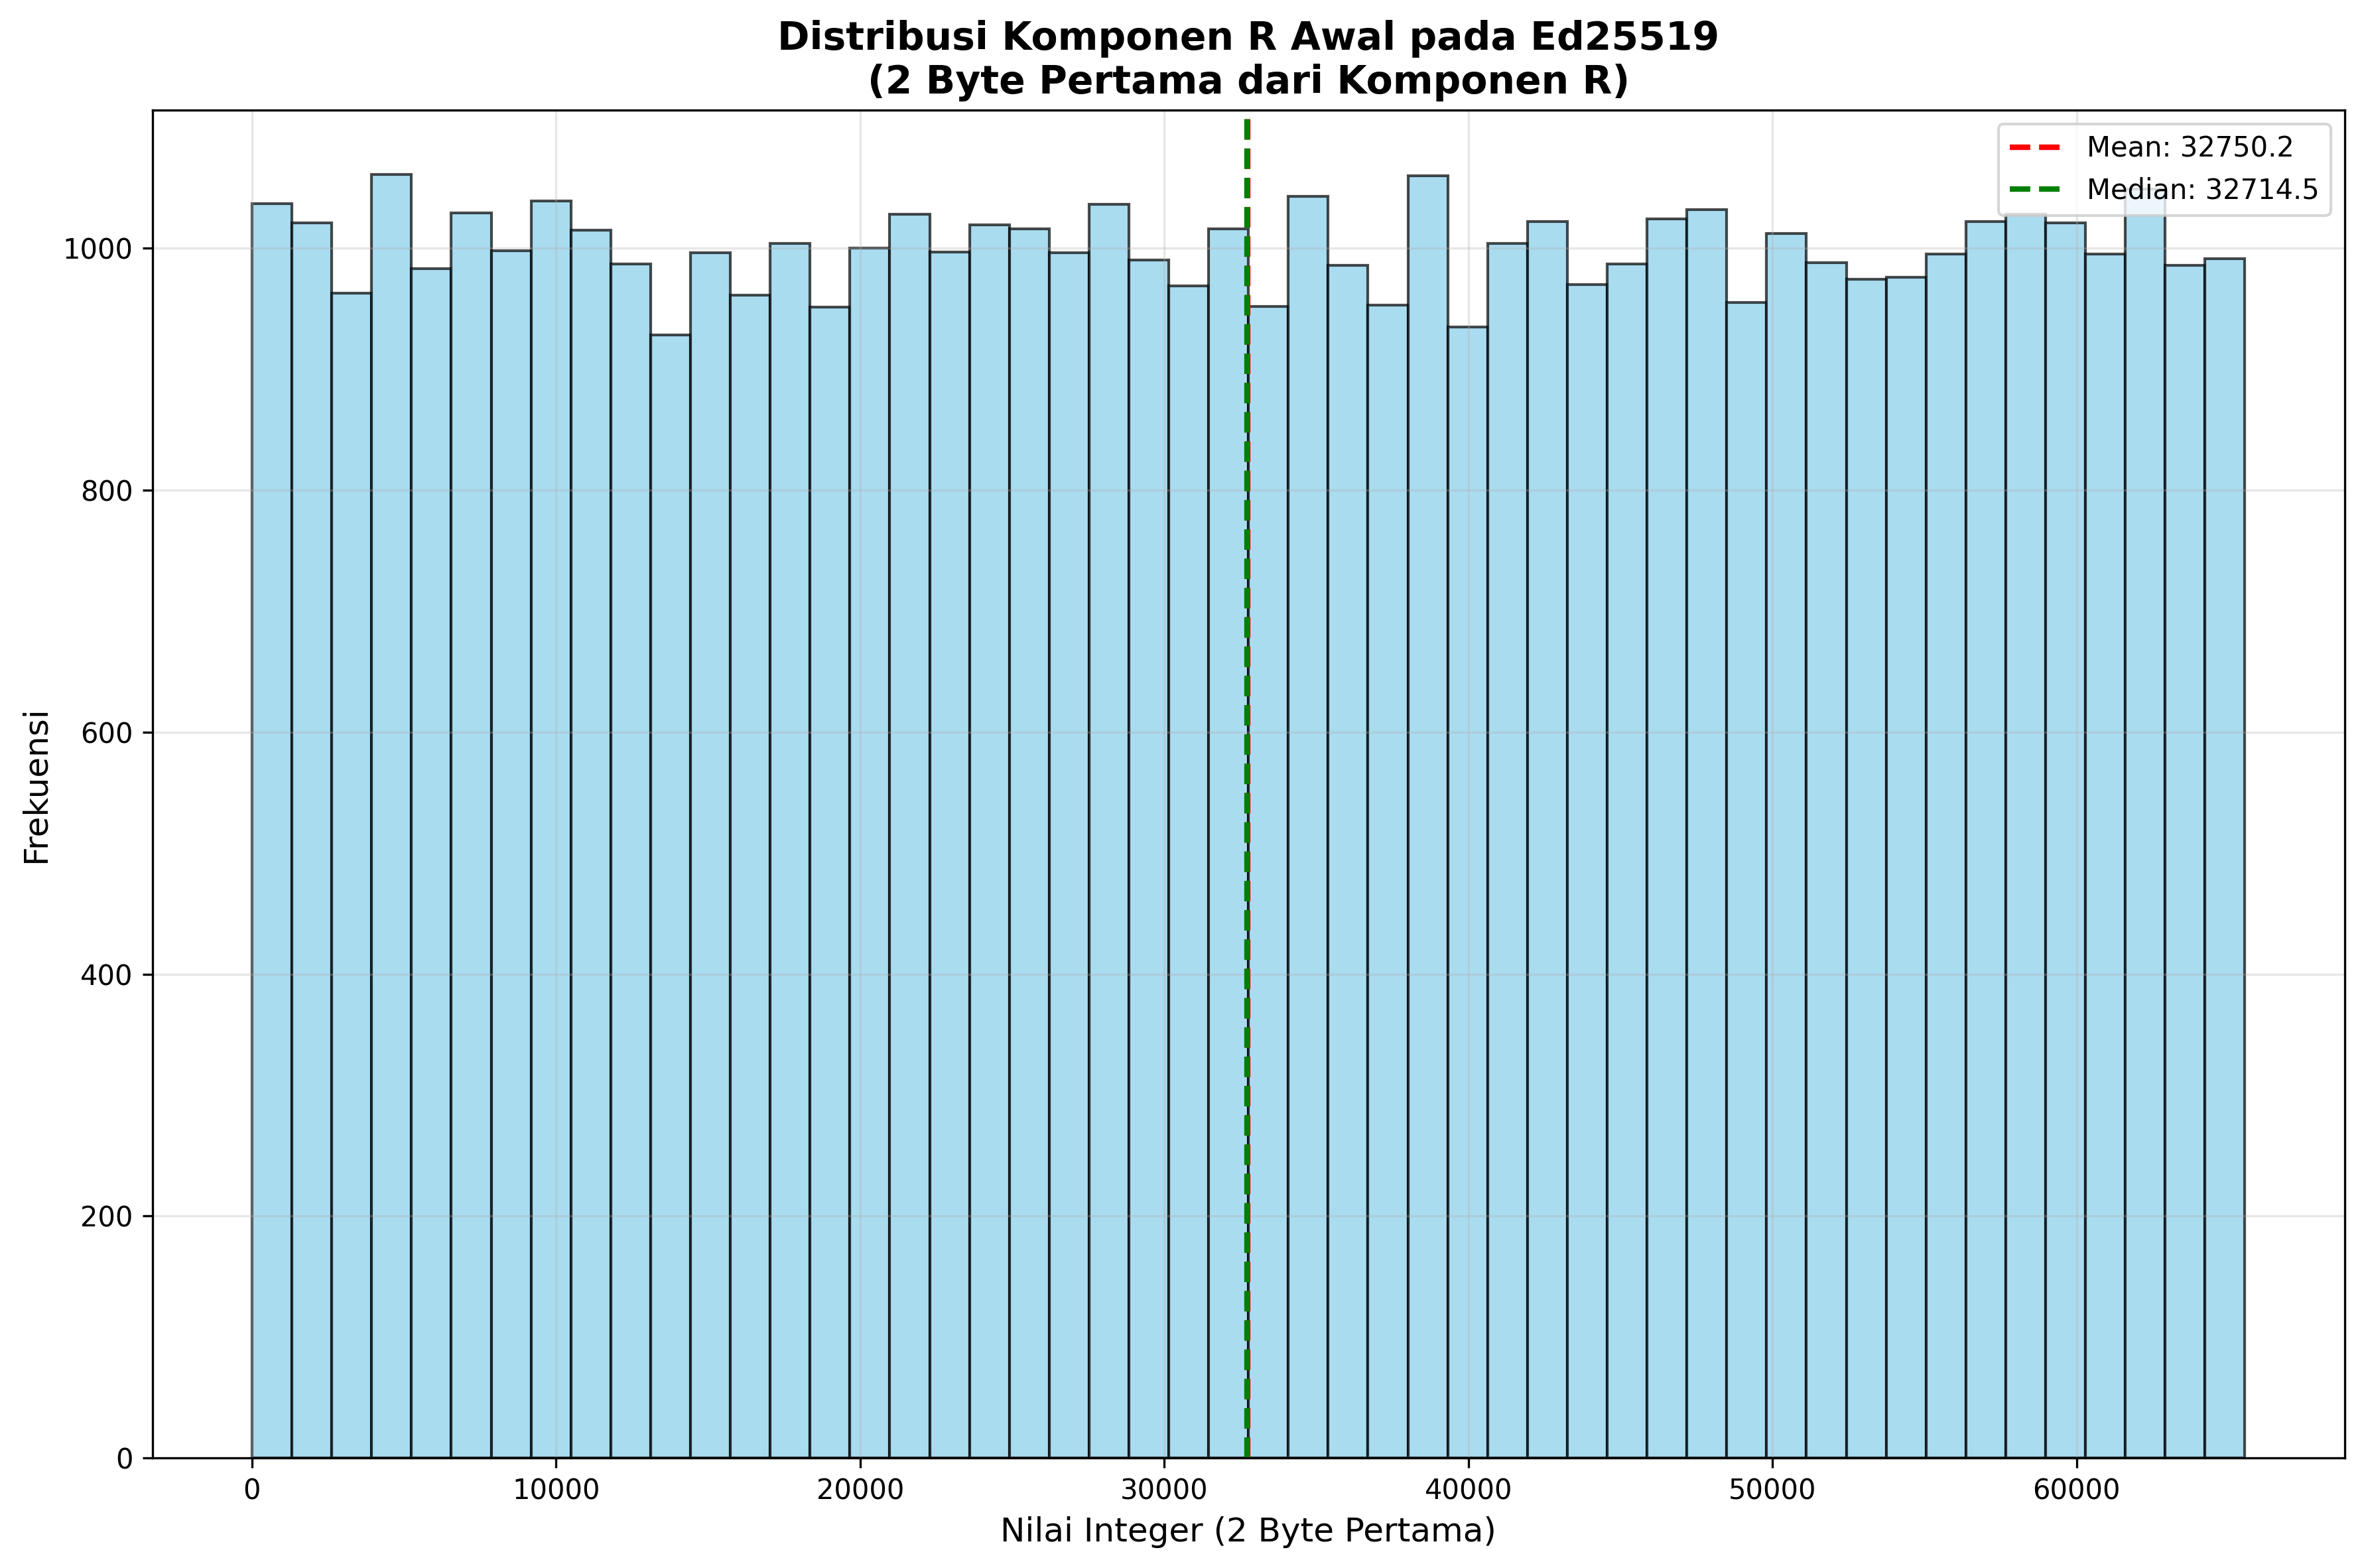 Distribusi Komponen R Awal pada Ed25519
(2 Byte Pertama dari Komponen R)
Mean: 32750.2
Median: 32714.5
Frekuensi
1000
800
600
400
200
0
0 10000 20000 30000 40000 50000 60000
Nilai Integer (2 Byte Pertama)